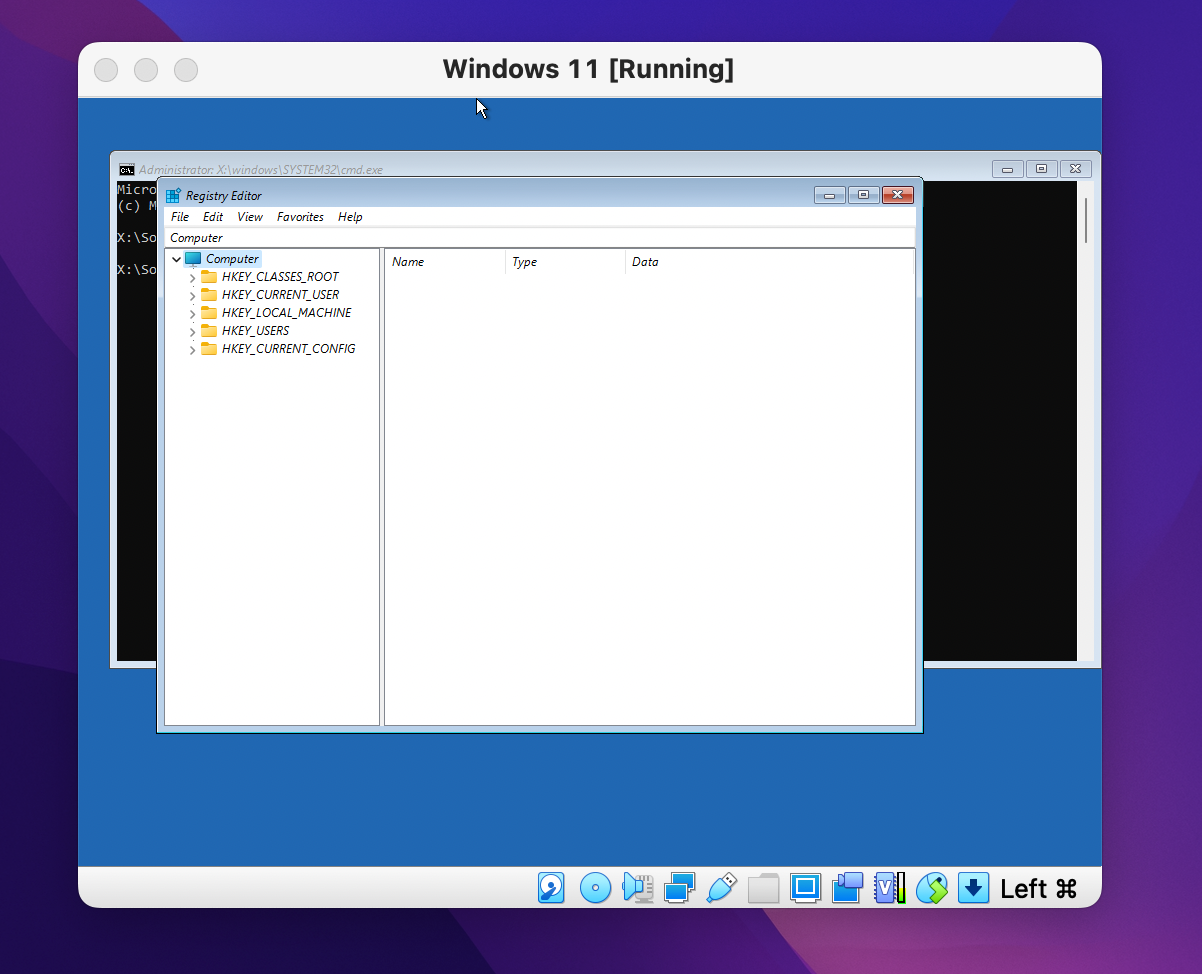 Windows 11 [Running]
Administrator: X:\windows\SYSTEM32\cmd.exe
Micro
(c) M
X:\So
X:\So
Registry Editor
File Edit View Favorites Help
Computer
Computer
HKEY_CLASSES_ROOT
HKEY_CURRENT_USER
HKEY_LOCAL_MACHINE
HKEY_USERS
HKEY_CURRENT_CONFIG
Name Type Data
Left ⌘